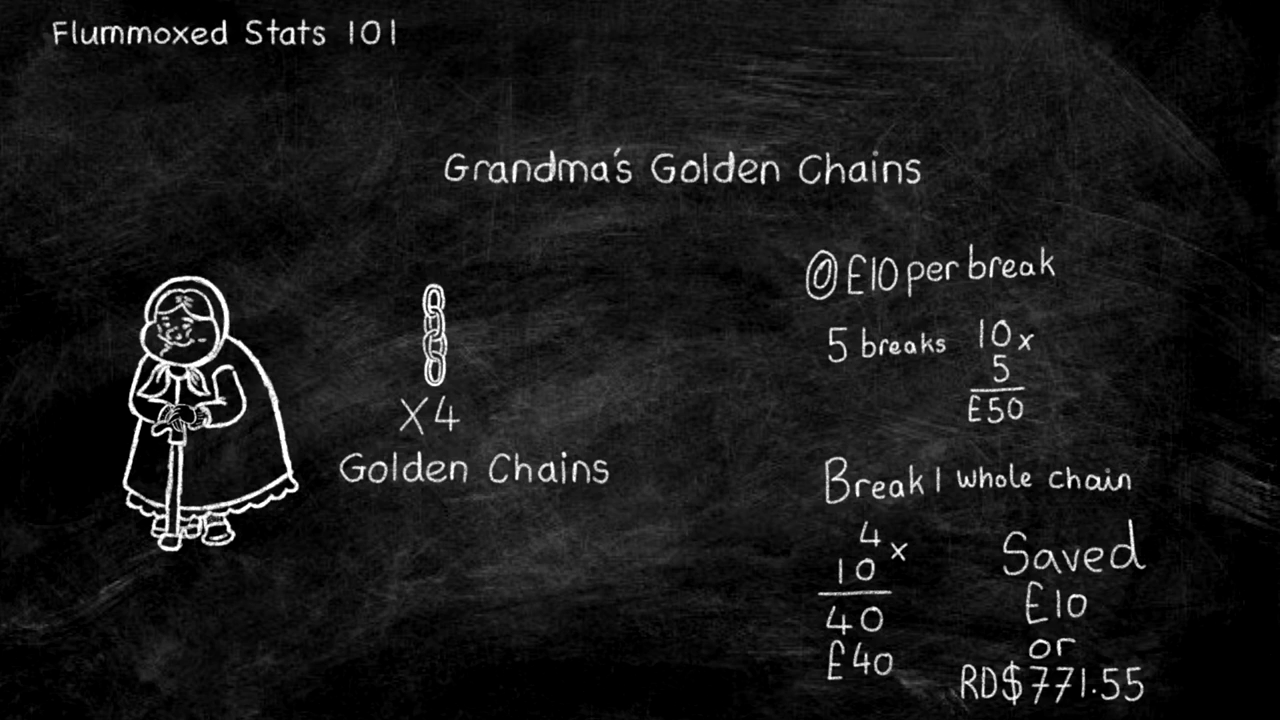 Flummoxed Stats 101
Grandma's Golden Chains
£10 per break
5 breaks
10 x
5
£50
X4
Golden Chains
Break 1 whole chain
4 x
10
40
£40
Saved
£10
or
RD$771.55